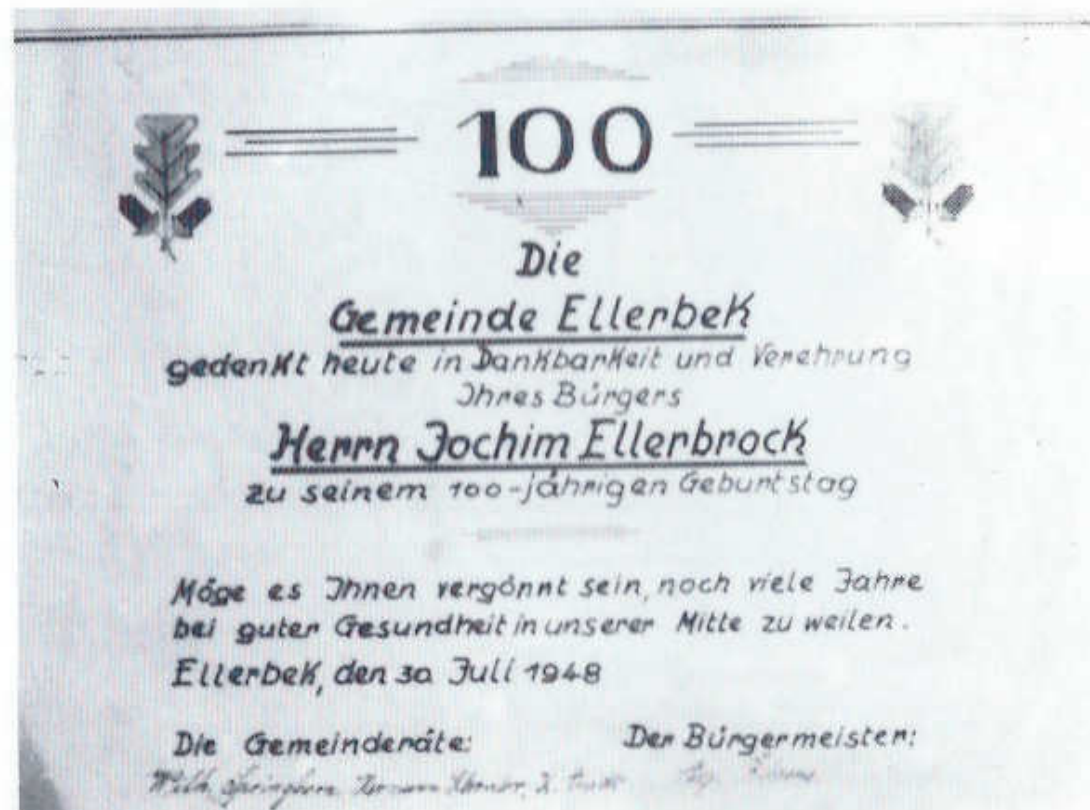 100
Die
Gemeinde Ellerbek
gedenkt heute in Dankbarkeit und Verehrung
Ihres Bürgers
Herrn Jochim Ellerbrock
zu seinem 100-jährigen Geburtstag
Möge es Ihnen vergönnt sein, noch viele Jahre
bei guter Gesundheit in unserer Mitte zu weilen.
Ellerbek, den 30. Juli 1948
Die Gemeinderäte: Der Bürgermeister:
Wilh. Springhorn